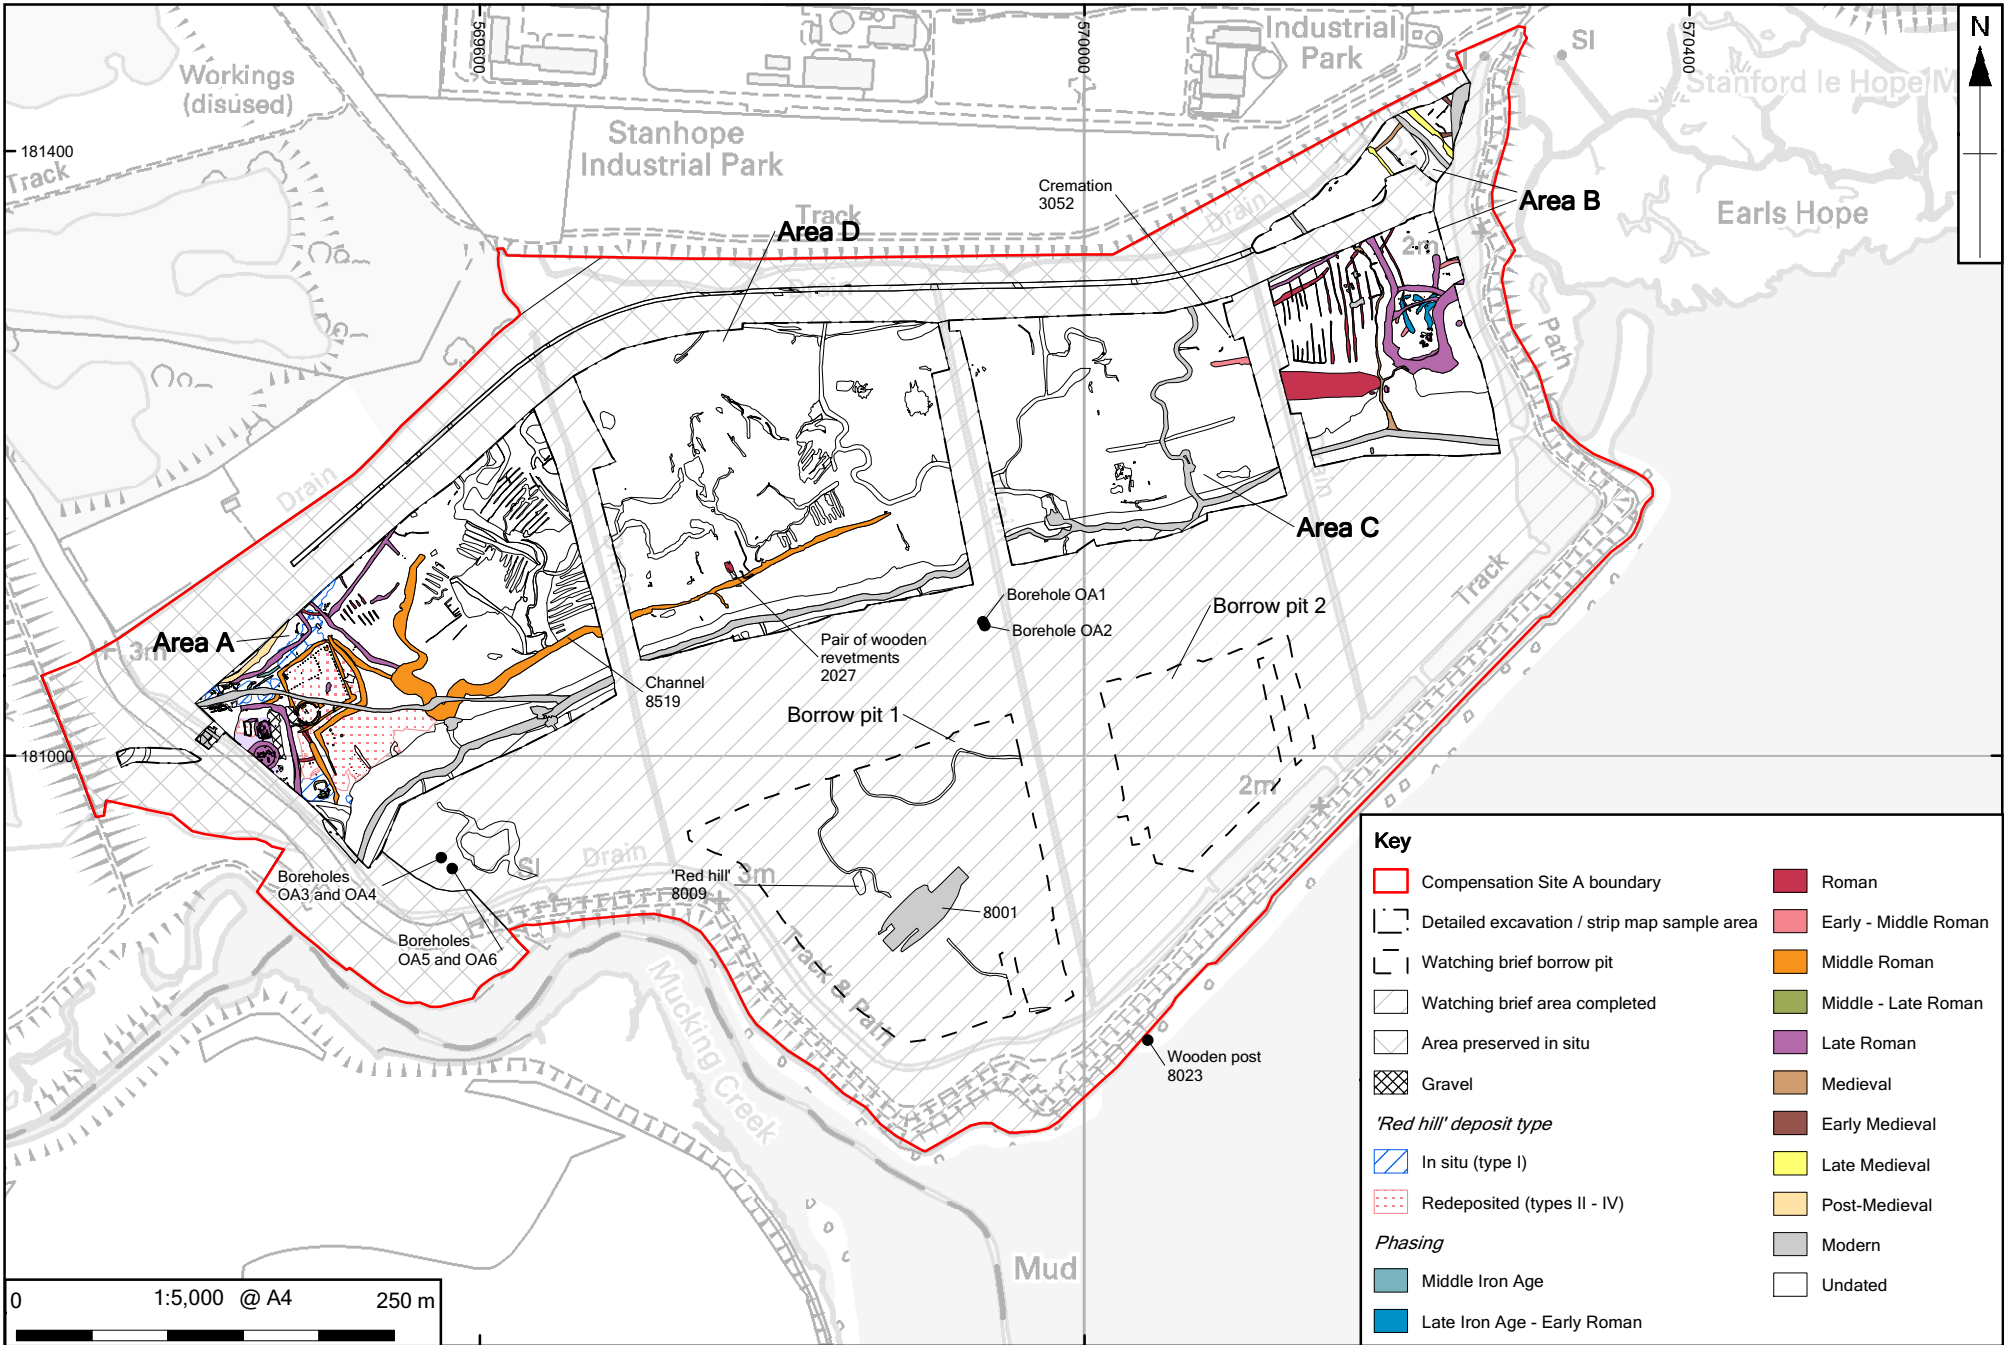 569600
570000
570400
N
Workings
(disused)
Industrial
Park
SI
SI
Stanford le Hope M
Stanhope
Industrial Park
181400
Track
Cremation
3052
Track
Area D
Drain
Drain
Area B
Earls Hope
2m
Path
Drain
Area C
Drain
Drain
Track
Borehole OA1
Borehole OA2
Borrow pit 2
Area A
3m
Pair of wooden
revetments
2027
Channel
8519
Borrow pit 1
181000
2m
SI
Drain
3m
Boreholes
OA3 and OA4
'Red hill'
8009
8001
Boreholes
OA5 and OA6
Track & Path
Mucking Creek
Wooden post
8023
Mud
Key
Compensation Site A boundary
Detailed excavation / strip map sample area
Watching brief borrow pit
Watching brief area completed
Area preserved in situ
Gravel
'Red hill' deposit type
In situ (type I)
Redeposited (types II - IV)
Phasing
Middle Iron Age
Late Iron Age - Early Roman
Roman
Early - Middle Roman
Middle Roman
Middle - Late Roman
Late Roman
Medieval
Early Medieval
Late Medieval
Post-Medieval
Modern
Undated
0 1:5,000 @ A4 250 m